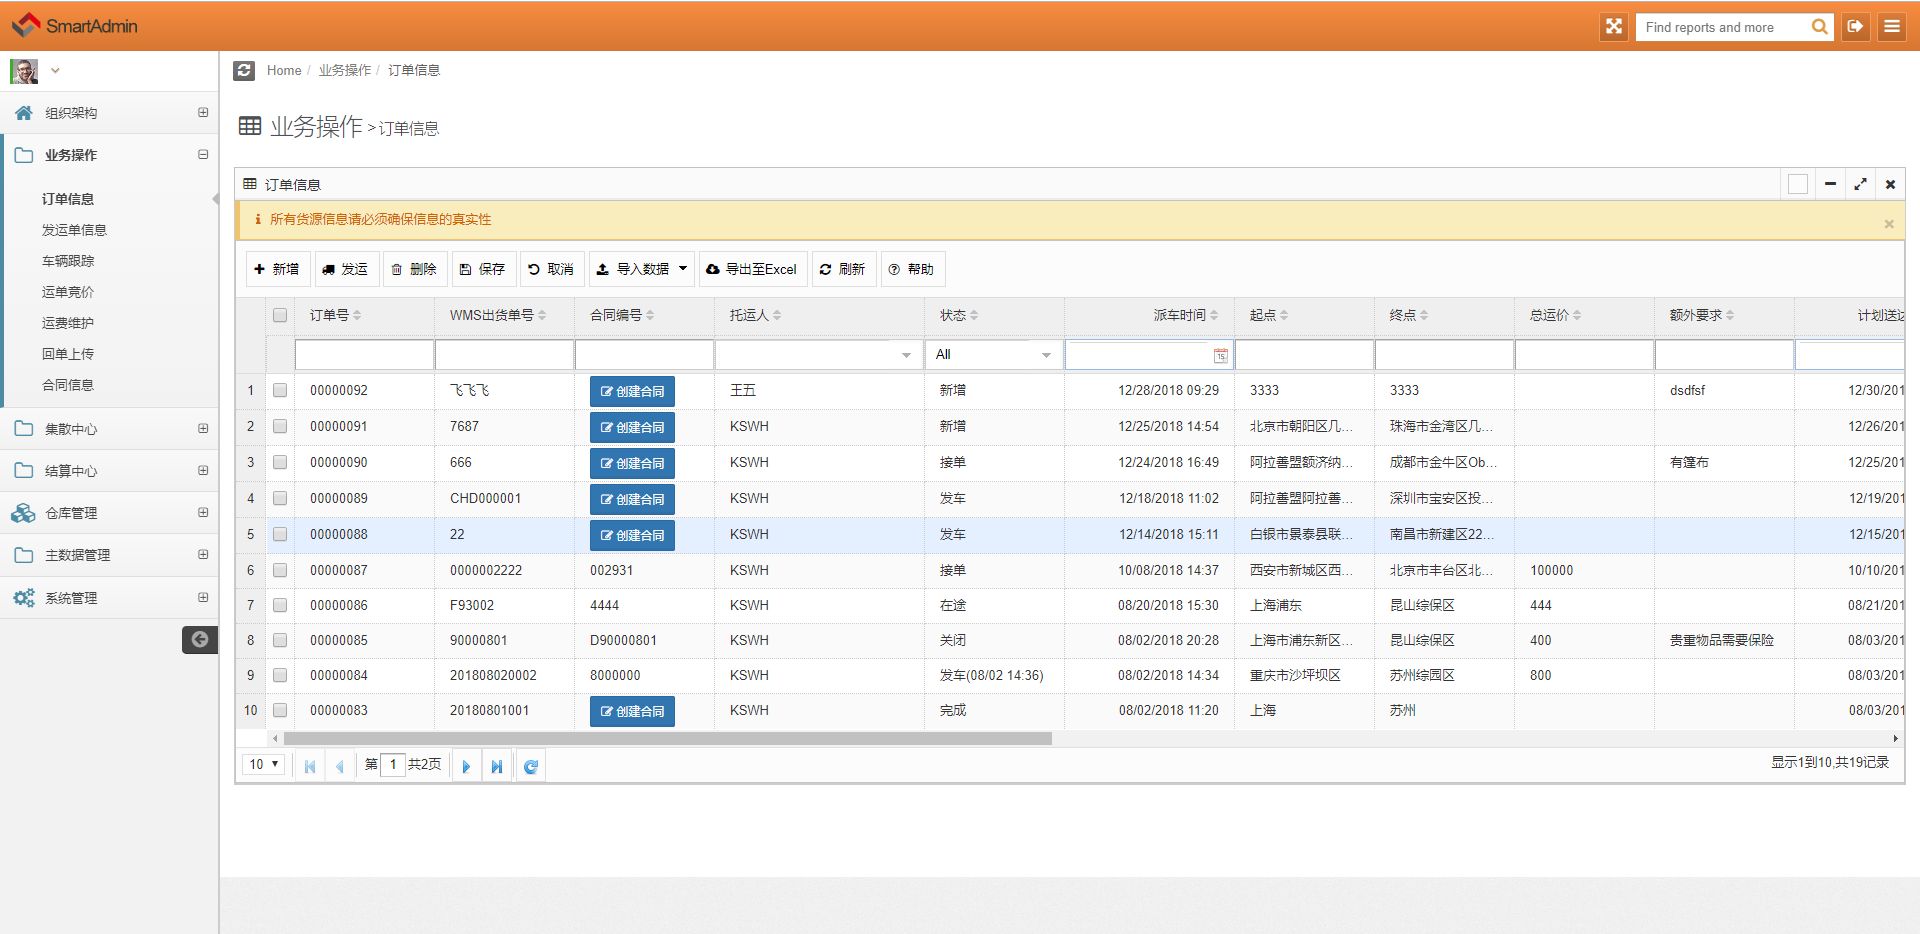 SmartAdmin
Find reports and more
Home / 业务操作 / 订单信息
组织架构
业务操作
订单信息
发运单信息
车辆跟踪
运单竞价
运费维护
回单上传
合同信息
集散中心
结算中心
仓库管理
主数据管理
系统管理
业务操作 > 订单信息
订单信息
所有货源信息请必须确保信息的真实性
新增 发运 删除 保存 取消 导入数据 导出至Excel 刷新 帮助
订单号 WMS出货单号 合同编号 托运人 状态 派车时间 起点 终点 总运价 额外要求 计划送达
All
1 00000092 飞飞飞 创建合同 王五 新增 12/28/2018 09:29 3333 3333 dsdfsf 12/30/201
2 00000091 7687 创建合同 KSWH 新增 12/25/2018 14:54 北京市朝阳区几... 珠海市金湾区几... 12/26/201
3 00000090 666 创建合同 KSWH 接单 12/24/2018 16:49 阿拉善盟额济纳... 成都市金牛区Ob... 有篷布 12/25/201
4 00000089 CHD000001 创建合同 KSWH 发车 12/18/2018 11:02 阿拉善盟阿拉善... 深圳市宝安区投... 12/19/201
5 00000088 22 创建合同 KSWH 发车 12/14/2018 15:11 白银市景泰县联... 南昌市新建区22... 12/15/201
6 00000087 0000002222 002931 KSWH 接单 10/08/2018 14:37 西安市新城区西... 北京市丰台区北... 100000 10/10/201
7 00000086 F93002 4444 KSWH 在途 08/20/2018 15:30 上海浦东 昆山综保区 444 08/21/201
8 00000085 90000801 D90000801 KSWH 关闭 08/02/2018 20:28 上海市浦东新区... 昆山综保区 400 贵重物品需要保险 08/03/201
9 00000084 201808020002 8000000 KSWH 发车(08/02 14:36) 08/02/2018 14:34 重庆市沙坪坝区 苏州综园区 800 08/03/201
10 00000083 20180801001 创建合同 KSWH 完成 08/02/2018 11:20 上海 苏州 08/03/201
10 第 1 共2页 显示1到10,共19记录